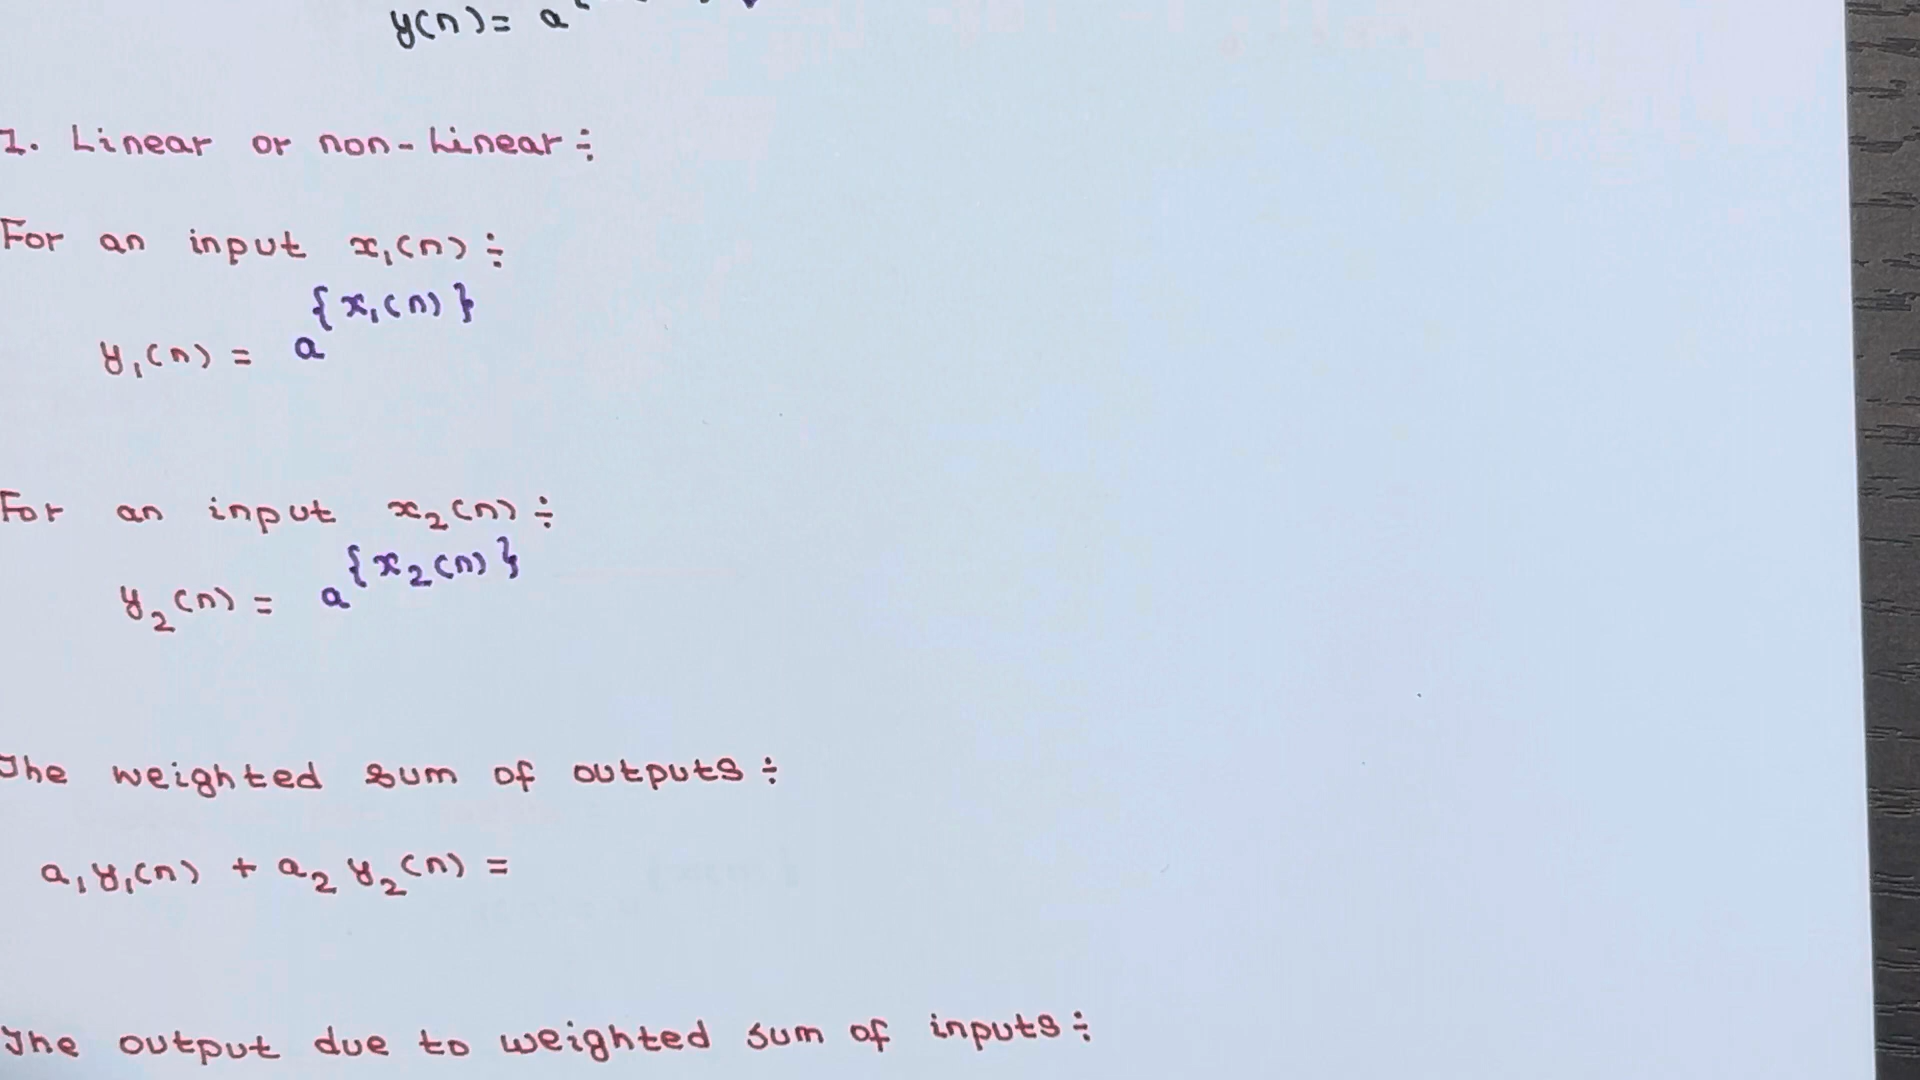 y(n) = a
1. Linear or non-Linear ÷
For an input x₁(n) ÷
{x₁(n)}
y₁(n) = a
For an input x₂(n) ÷
{x₂(n)}
y₂(n) = a
The weighted sum of outputs ÷
a₁y₁(n) + a₂y₂(n) =
The output due to weighted sum of inputs ÷